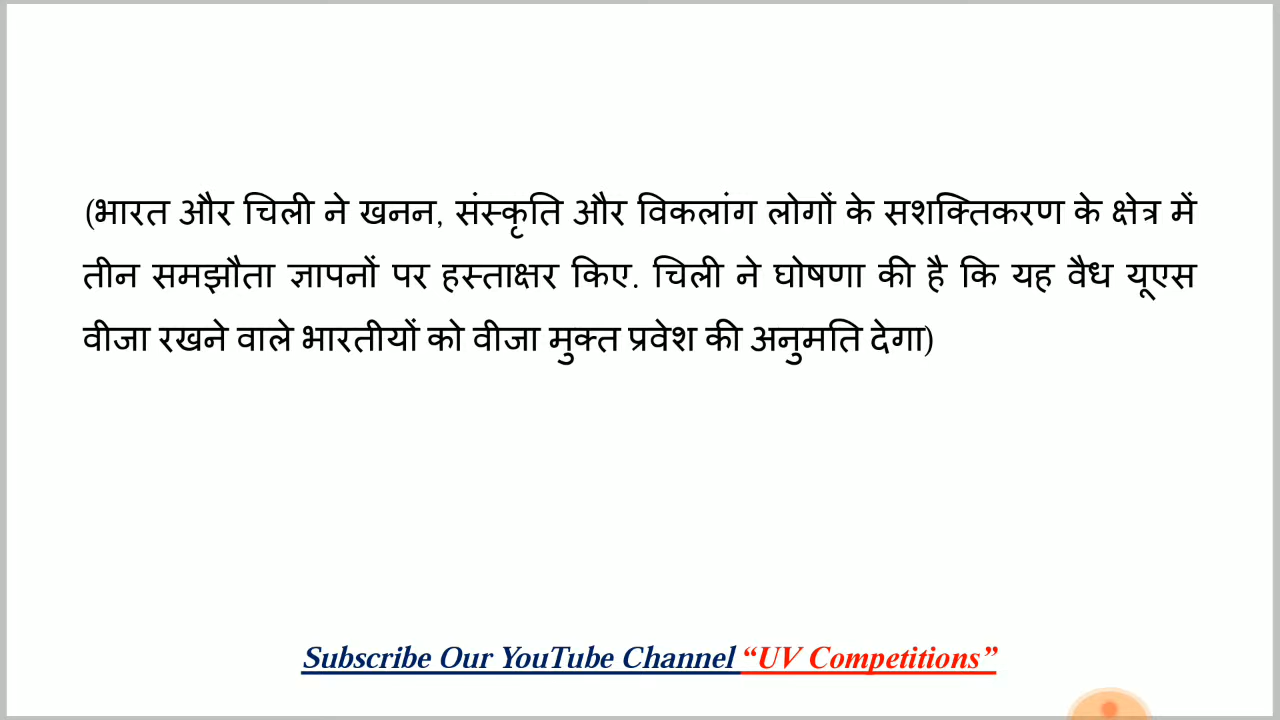 (भारत और चिली ने खनन, संस्कृति और विकलांग लोगों के सशक्तिकरण के क्षेत्र में
तीन समझौता ज्ञापनों पर हस्ताक्षर किए. चिली ने घोषणा की है कि यह वैध यूएस
वीजा रखने वाले भारतीयों को वीजा मुक्त प्रवेश की अनुमति देगा)
Subscribe Our YouTube Channel “UV Competitions”